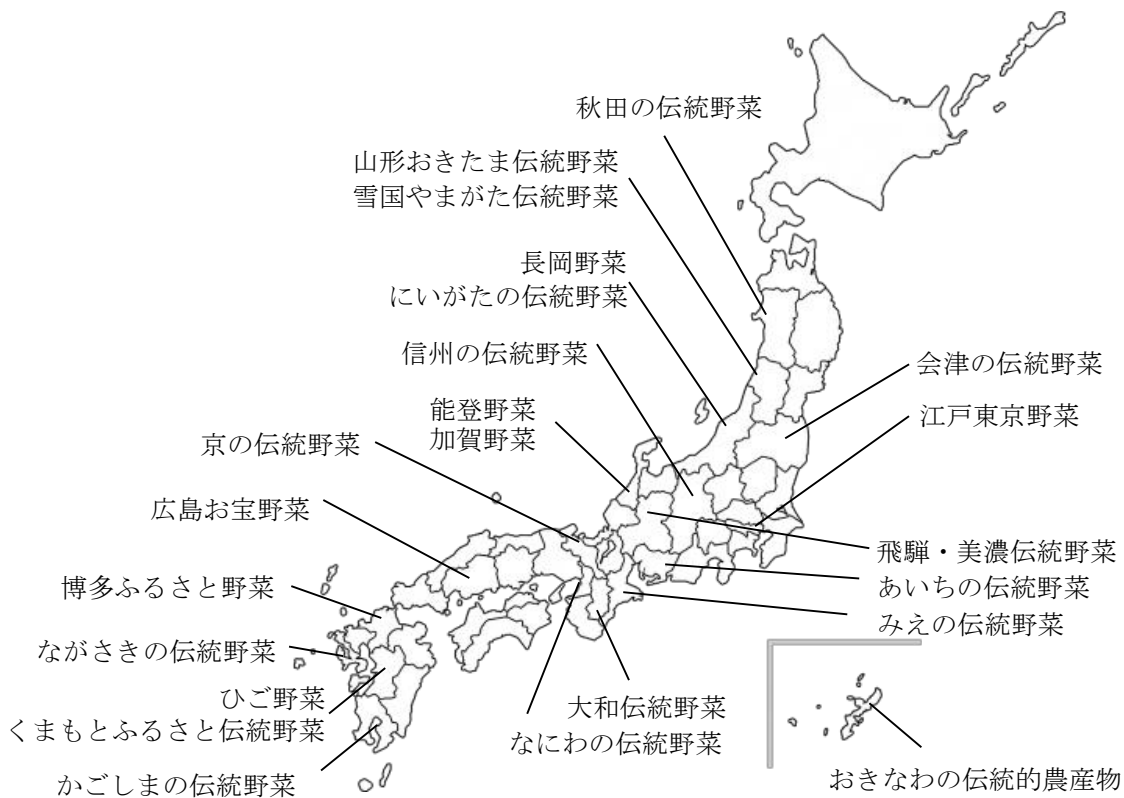 秋田の伝統野菜
山形おきたま伝統野菜
雪国やまがた伝統野菜
長岡野菜
にいがたの伝統野菜
信州の伝統野菜
会津の伝統野菜
能登野菜
加賀野菜
江戸東京野菜
京の伝統野菜
広島お宝野菜
飛騨・美濃伝統野菜
あいちの伝統野菜
みえの伝統野菜
博多ふるさと野菜
ながさきの伝統野菜
ひご野菜
くまもとふるさと伝統野菜
かごしまの伝統野菜
大和伝統野菜
なにわの伝統野菜
おきなわの伝統的農産物